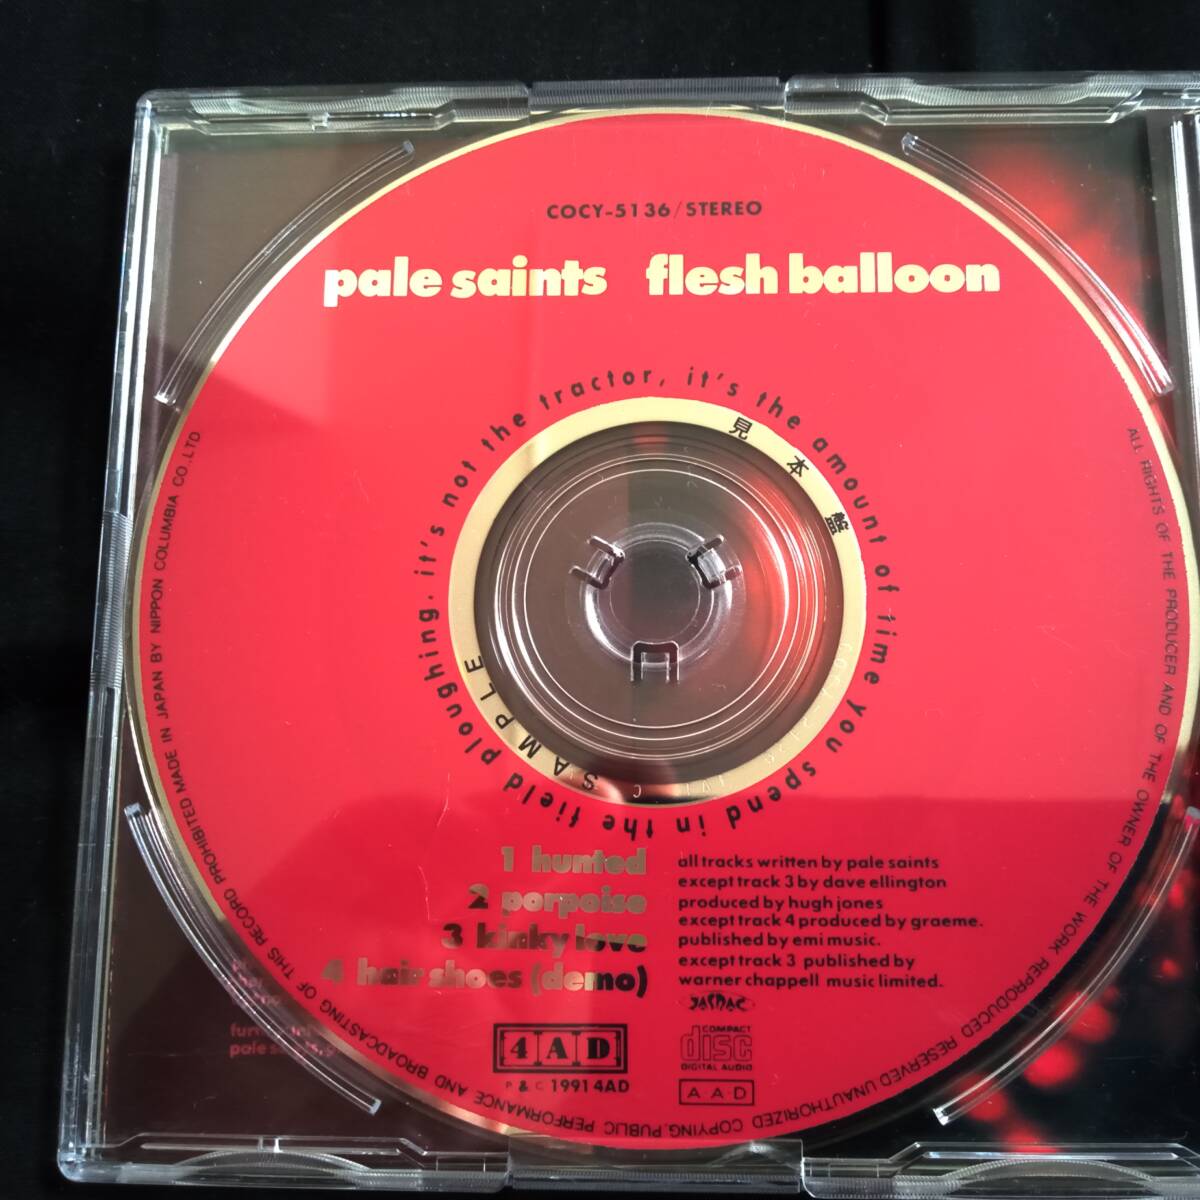 COCY-5136/STEREO
pale saints flesh balloon
it's not the tractor, it's the amount of time you spend in the field ploughing.
見本盤
SAMPLE
1 hunted
2 porpoise
3 kinky love
4 hair shoes (demo)
all tracks written by pale saints
except track 3 by dave ellington
produced by hugh jones
except track 4 produced by graeme.
published by emi music.
except track 3 published by
warner chappell music limited.
JASRAC
4AD
P & C 1991 4AD
COMPACT
disc
DIGITAL AUDIO
AAD
ALL RIGHTS OF THE PRODUCER AND OF THE OWNER OF THE WORK REPRODUCED RESERVED UNAUTHORIZED COPYING.PUBLIC PERFORMANCE AND BROADCASTING OF THIS RECORD PROHIBITED MADE IN JAPAN BY NIPPON COLUMBIA CO.,LTD